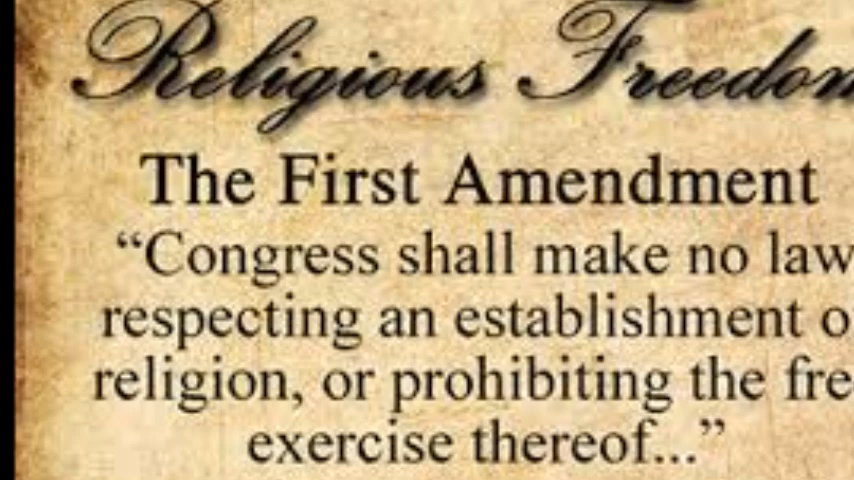 Religious Freedom
The First Amendment
“Congress shall make no law
respecting an establishment o
religion, or prohibiting the fre
exercise thereof...”